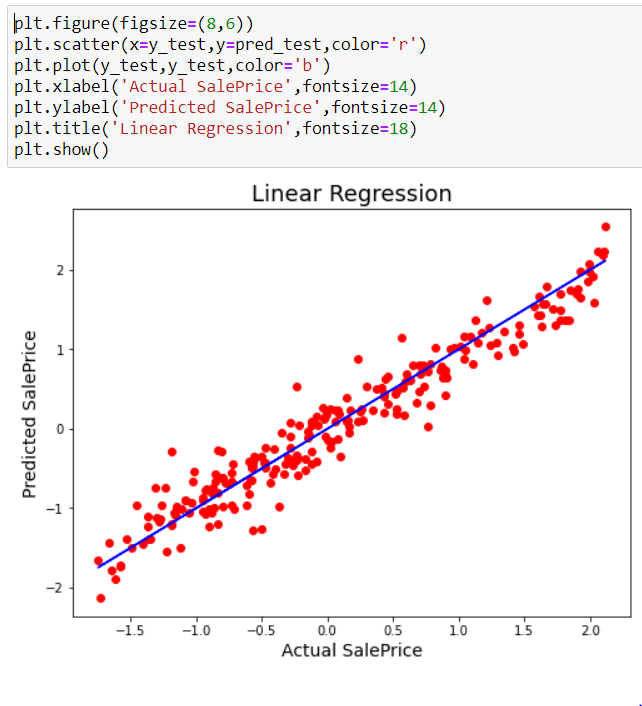 plt.figure(figsize=(8,6))
plt.scatter(x=y_test,y=pred_test,color='r')
plt.plot(y_test,y_test,color='b')
plt.xlabel('Actual SalePrice',fontsize=14)
plt.ylabel('Predicted SalePrice',fontsize=14)
plt.title('Linear Regression',fontsize=18)
plt.show()
Linear Regression
Predicted SalePrice
2
1
0
−1
−2
−1.5 −1.0 −0.5 0.0 0.5 1.0 1.5 2.0
Actual SalePrice